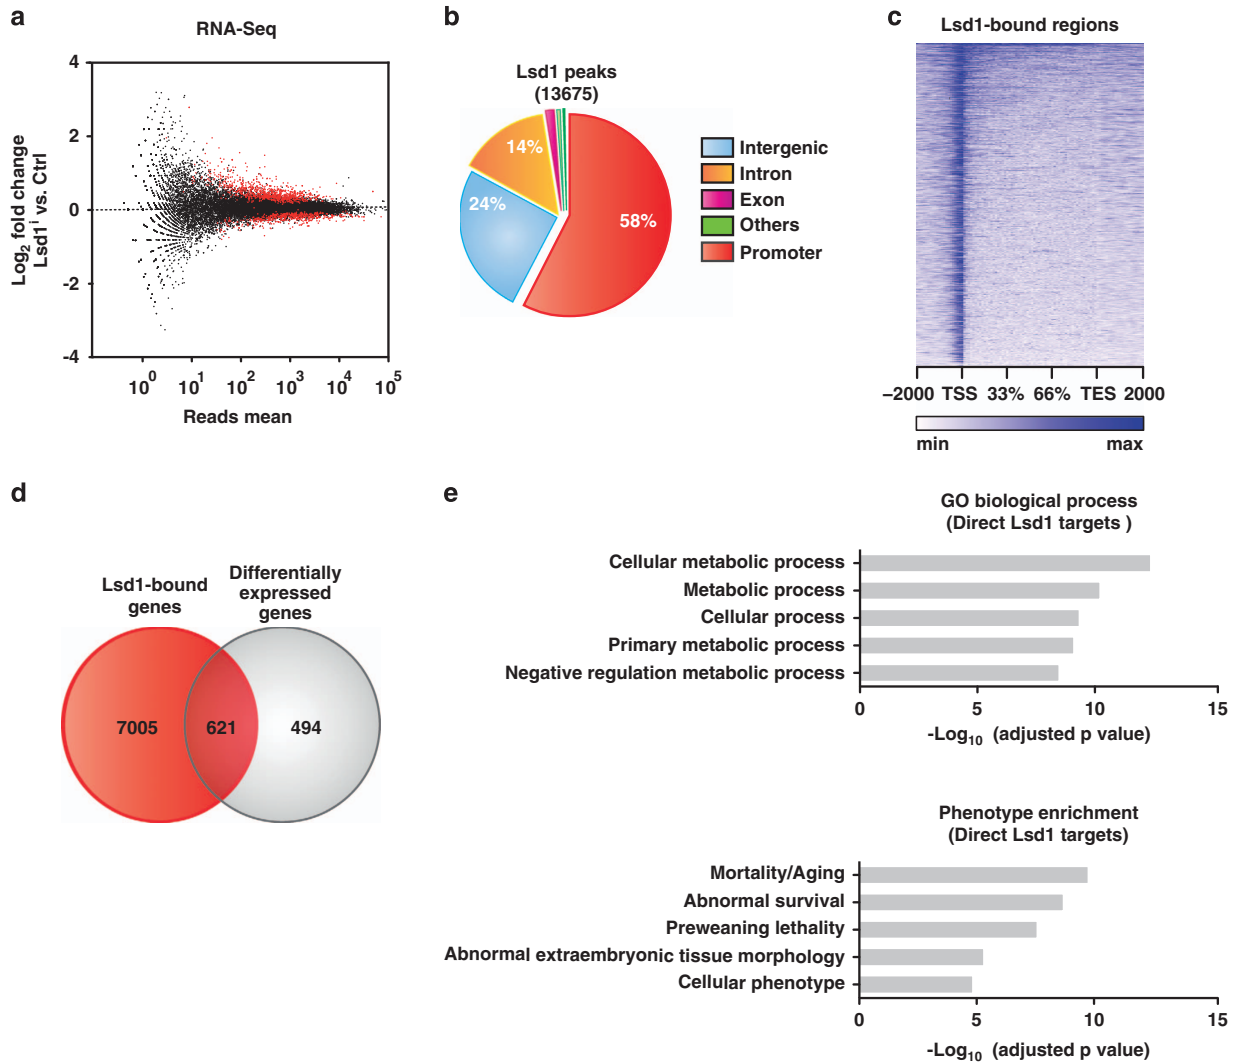 a
RNA-Seq
Log2 fold change
Lsd1i vs. Ctrl
4
2
0
-2
-4
10^0 10^1 10^2 10^3 10^4 10^5
Reads mean
b
Lsd1 peaks
(13675)
14%
24%
58%
Intergenic
Intron
Exon
Others
Promoter
c
Lsd1-bound regions
–2000 TSS 33% 66% TES 2000
min max
d
Lsd1-bound
genes
Differentially
expressed
genes
7005 621 494
e
GO biological process
(Direct Lsd1 targets )
Cellular metabolic process
Metabolic process
Cellular process
Primary metabolic process
Negative regulation metabolic process
0 5 10 15
-Log10 (adjusted p value)
Phenotype enrichment
(Direct Lsd1 targets)
Mortality/Aging
Abnormal survival
Preweaning lethality
Abnormal extraembryonic tissue morphology
Cellular phenotype
0 5 10 15
-Log10 (adjusted p value)